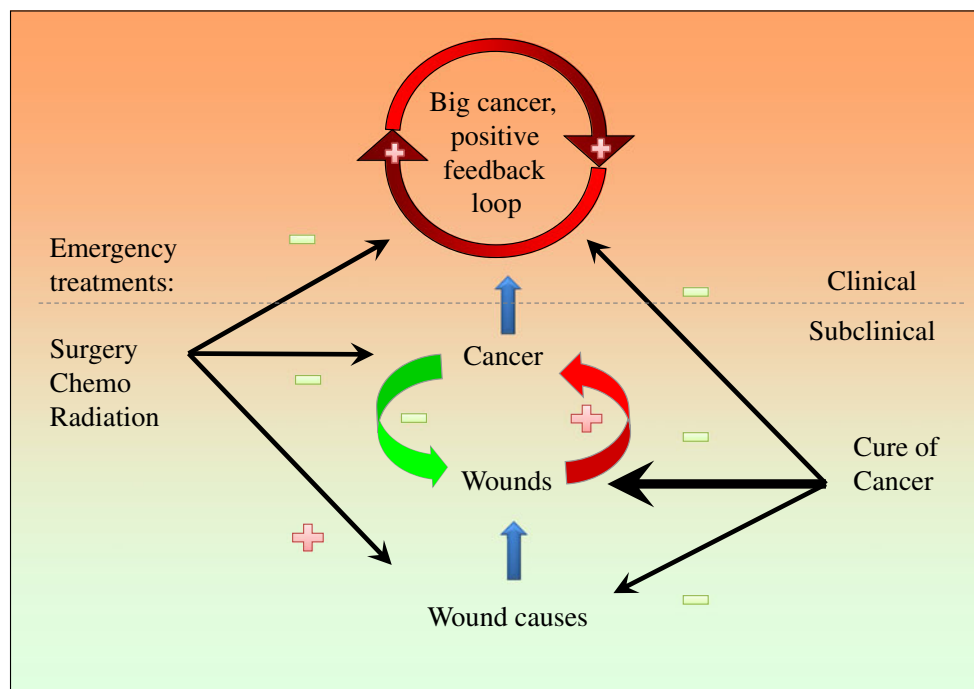 Big cancer,
positive
feedback
loop
Emergency
treatments:
Clinical
Subclinical
Surgery
Chemo
Radiation
Cancer
Wounds
Cure of
Cancer
Wound causes